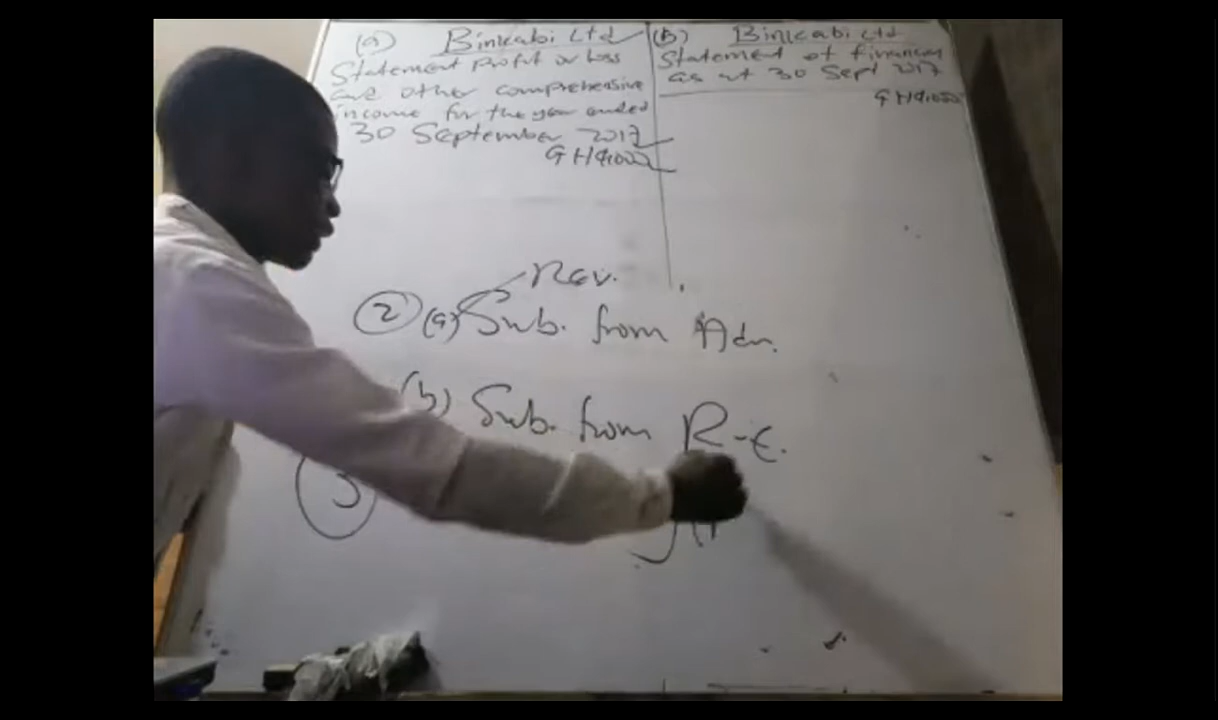 (a) Binkabi Ltd
Statement Profit or Loss
and other comprehensive
income for the year ended
30 September 2017
GH¢'000
(b) Binkabi Ltd
Statement of financial
as at 30 Sept 2017
GH¢'000
Rev.
2 (a) Sub. from Adm.
(b) Sub. from R-E.
3